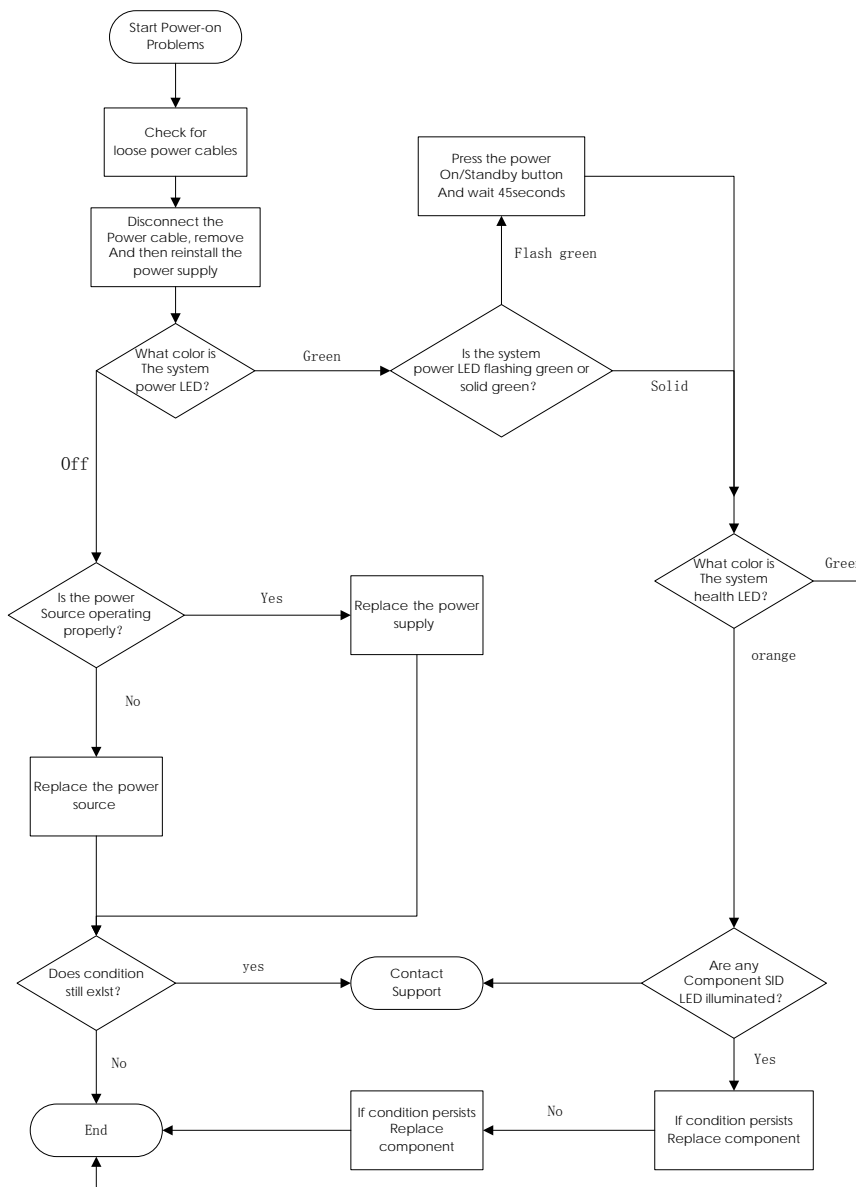 Start Power-on
Problems
Check for
loose power cables
Disconnect the
Power cable, remove
And then reinstall the
power supply
Press the power
On/Standby button
And wait 45seconds
Flash green
What color is
The system
power LED?
Green
Is the system
power LED flashing green or
solid green?
Solid
Off
What color is
The system
health LED?
Green
Is the power
Source operating
properly?
Yes
Replace the power
supply
orange
No
Replace the power
source
Does condition
still exIst?
yes
Contact
Support
Are any
Component SID
LED illuminated?
No
Yes
End
If condition persists
Replace
component
No
If condition persists
Replace component